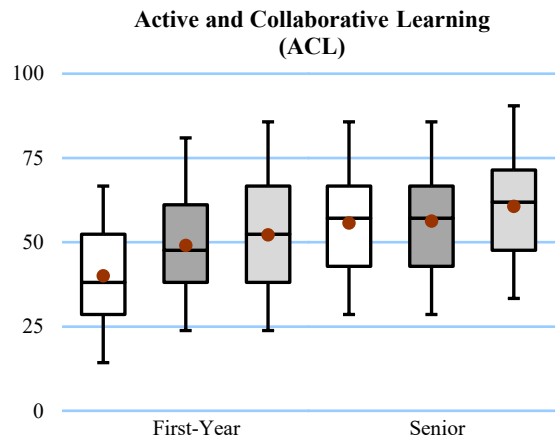 Active and Collaborative Learning
(ACL)
100
75
50
25
0
First-Year
Senior